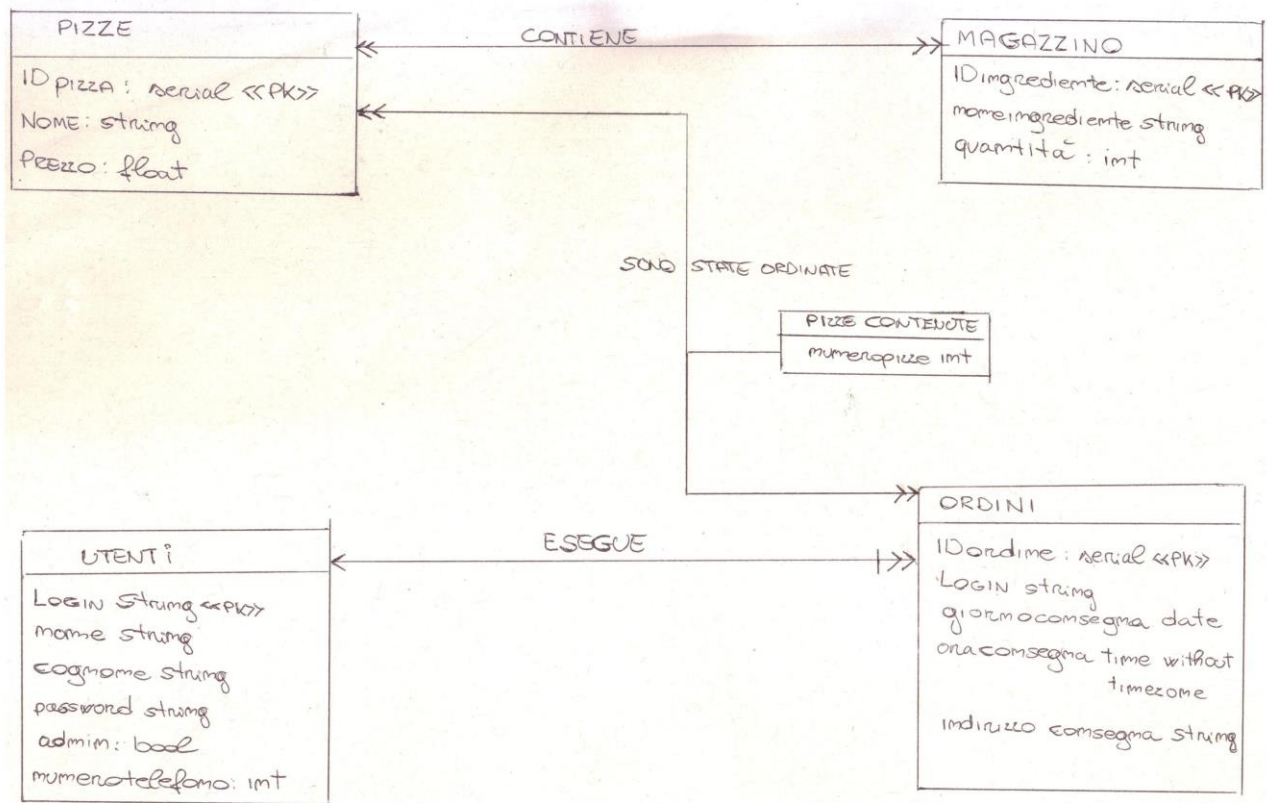 PIZZE
IDPIZZA: serial <<PK>>
NOME: string
PREZZO: float
CONTIENE
MAGAZZINO
IDingrediente: serial <<PK>>
nomeingrediente string
quantità: int
SONO STATE ORDINATE
PIZZE CONTENUTE
numeropizze int
UTENTi
LOGIN String <<PK>>
nome string
cognome string
password string
admin: bool
numerotelefono: int
ESEGUE
ORDINI
IDordine: serial <<PK>>
LOGIN string
giornoconsegna date
oraconsegna time without
timezone
indirizzo consegna string